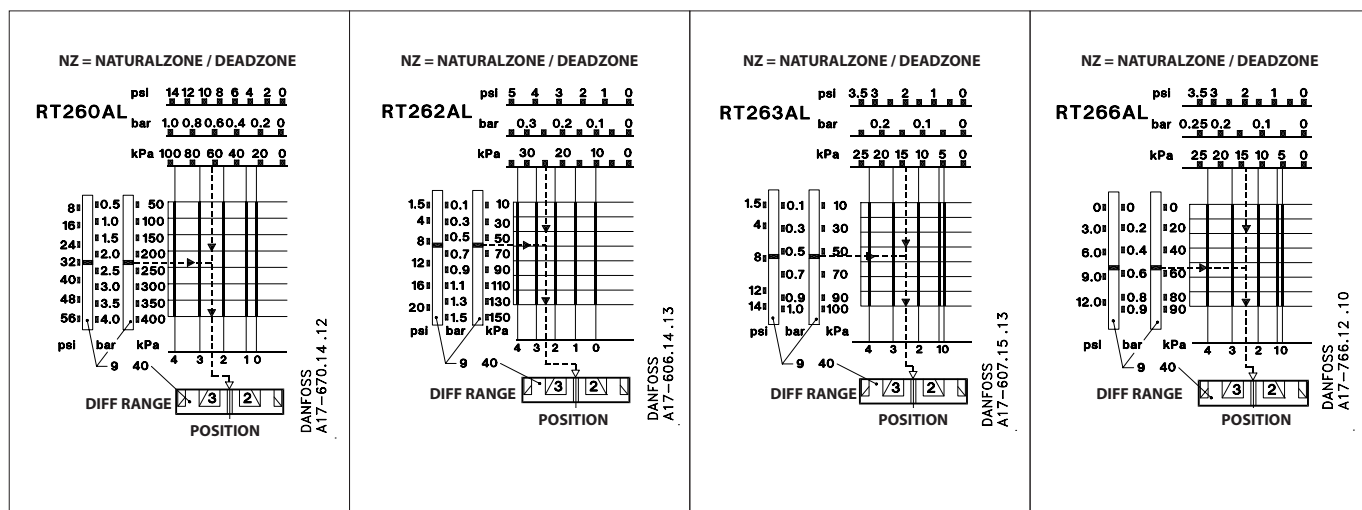 NZ = NATURALZONE / DEADZONE
psi 14 12 10 8 6 4 2 0
RT260AL
bar 1.0 0.8 0.6 0.4 0.2 0
kPa 100 80 60 40 20 0
8 0.5 50
16 1.0 100
24 1.5 150
2.0 200
32 2.5 250
40 3.0 300
48 3.5 350
56 4.0 400
psi bar kPa 4 3 2 1 0
9 40
3 2
DIFF RANGE
POSITION
DANFOSS
A17-670.14.12
NZ = NATURALZONE / DEADZONE
psi 5 4 3 2 1 0
RT262AL
bar 0.3 0.2 0.1 0
kPa 30 20 10 0
1.5 0.1 10
4 0.3 30
8 0.5 50
0.7 70
12 0.9 90
16 1.1 110
20 1.3 130
1.5 150
psi bar kPa 4 3 2 1 0
9 40
3 2
DIFF RANGE
POSITION
DANFOSS
A17-606.14.13
NZ = NATURALZONE / DEADZONE
psi 3.5 3 2 1 0
RT263AL
bar 0.2 0.1 0
kPa 25 20 15 10 5 0
1.5 0.1 10
4 0.3 30
8 0.5 50
0.7 70
12 0.9 90
14 1.0 100
psi bar kPa 4 3 2 1 0
9 40
3 2
DIFF RANGE
POSITION
DANFOSS
A17-607.15.13
NZ = NATURALZONE / DEADZONE
psi 3.5 3 2 1 0
RT266AL
bar 0.25 0.2 0.1 0
kPa 25 20 15 10 5 0
0 0 0
3.0 0.2 20
6.0 0.4 40
9.0 0.6 60
12.0 0.8 80
0.9 90
psi bar kPa 4 3 2 1 0
9 40
3 2
DIFF RANGE
POSITION
DANFOSS
A17-766.12.10